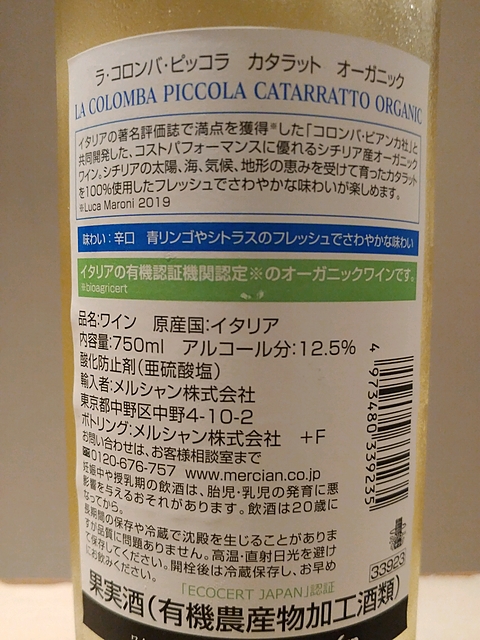 ラ・コロンバ・ピッコラ　カタラット　オーガニック
LA COLOMBA PICCOLA CATARRATTO ORGANIC
イタリアの著名評価誌で満点を獲得※した「コロンバ・ビアンカ社」と
共同開発した、コストパフォーマンスに優れるシチリア産オーガニック
ワイン。シチリアの太陽、海、気候、地形の恵みを受けて育ったカタラット
を100%使用したフレッシュでさわやかな味わいが楽しめます。
※Luca Maroni 2019
味わい：辛口　青リンゴやシトラスのフレッシュでさわやかな味わい
イタリアの有機認証機関認定※のオーガニックワインです。
※bioagricert
品名:ワイン　原産国:イタリア
内容量:750ml　アルコール分:12.5%
酸化防止剤(亜硫酸塩)
輸入者:メルシャン株式会社
東京都中野区中野4-10-2
ボトリング:メルシャン株式会社　+F
お問い合わせは、お客様相談室まで
0120-676-757　www.mercian.co.jp
妊娠中や授乳期の飲酒は、胎児・乳児の発育に悪
影響を与えるおそれがあります。飲酒は20歳に
なってから。
長期間の保存や冷蔵で沈殿を生じることがありま
すが品質に問題ありません。高温・直射日光を避け
て保存してください。開栓後は冷蔵保存し、お早め
にお飲みください。
「ECOCERT JAPAN」認証
果実酒(有機農産物加工酒類)
4 973480 339235
33923